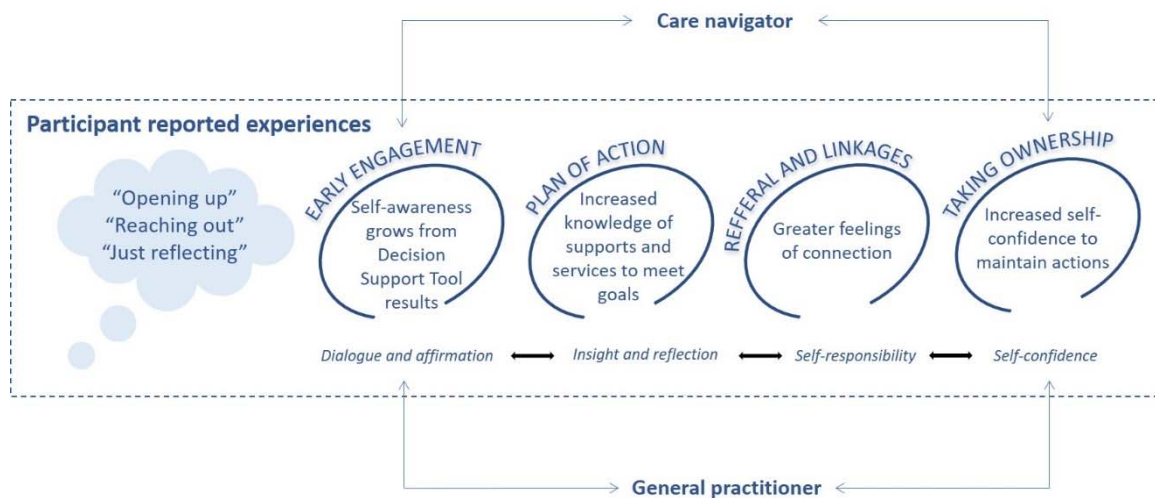 Care navigator
Participant reported experiences
“Opening up”
“Reaching out”
“Just reflecting”
EARLY ENGAGEMENT
Self-awareness
grows from
Decision
Support Tool
results
PLAN OF ACTION
Increased
knowledge of
supports and
services to meet
goals
REFFERAL AND LINKAGES
Greater feelings
of connection
TAKING OWNERSHIP
Increased self-
confidence to
maintain actions
Dialogue and affirmation
Insight and reflection
Self-responsibility
Self-confidence
General practitioner